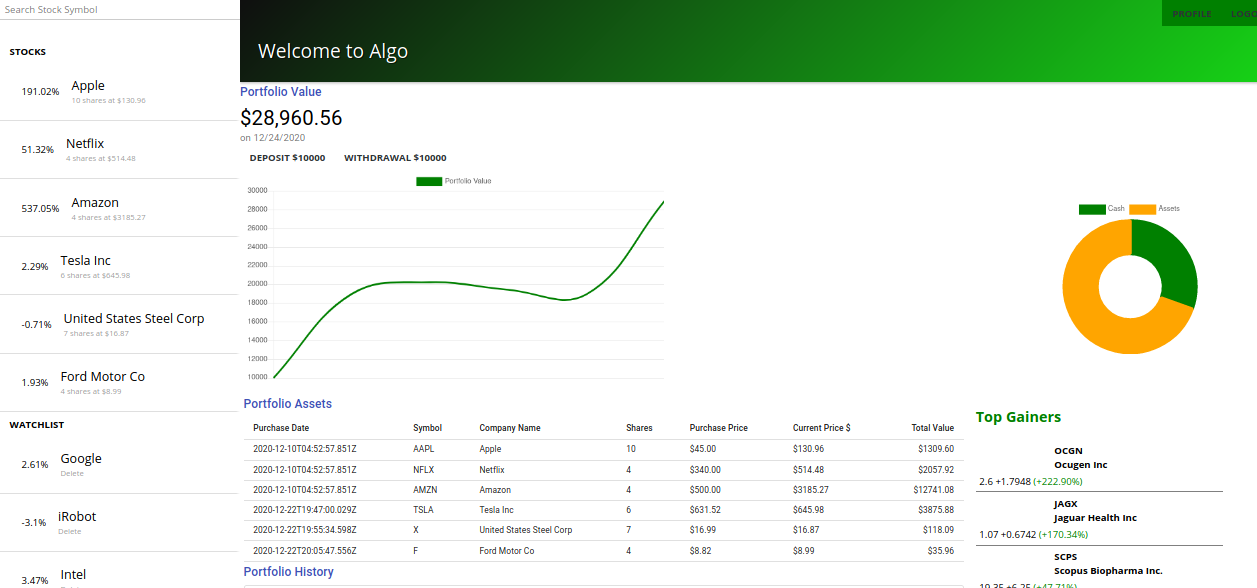 Search Stock Symbol
STOCKS
191.02% Apple
10 shares at $130.96
51.32% Netflix
4 shares at $514.48
537.05% Amazon
4 shares at $3185.27
2.29% Tesla Inc
6 shares at $645.98
-0.71% United States Steel Corp
7 shares at $16.87
1.93% Ford Motor Co
4 shares at $8.99
WATCHLIST
2.61% Google
Delete
-3.1% iRobot
Delete
3.47% Intel
PROFILE LOGO
Welcome to Algo
Portfolio Value
$28,960.56
on 12/24/2020
DEPOSIT $10000 WITHDRAWAL $10000
Portfolio Value
30000
28000
26000
24000
22000
20000
18000
16000
14000
12000
10000
Cash Assets
Portfolio Assets
Purchase Date Symbol Company Name Shares Purchase Price Current Price $ Total Value
2020-12-10T04:52:57.851Z AAPL Apple 10 $45.00 $130.96 $1309.60
2020-12-10T04:52:57.851Z NFLX Netflix 4 $340.00 $514.48 $2057.92
2020-12-10T04:52:57.851Z AMZN Amazon 4 $500.00 $3185.27 $12741.08
2020-12-22T19:47:00.029Z TSLA Tesla Inc 6 $631.52 $645.98 $3875.88
2020-12-22T19:55:34.598Z X United States Steel Corp 7 $16.99 $16.87 $118.09
2020-12-22T20:05:47.556Z F Ford Motor Co 4 $8.82 $8.99 $35.96
Portfolio History
Top Gainers
OCGN
Ocugen Inc
2.6 +1.7948 (+222.90%)
JAGX
Jaguar Health Inc
1.07 +0.6742 (+170.34%)
SCPS
Scopus Biopharma Inc.
19.35 +6.25 (+47.71%)